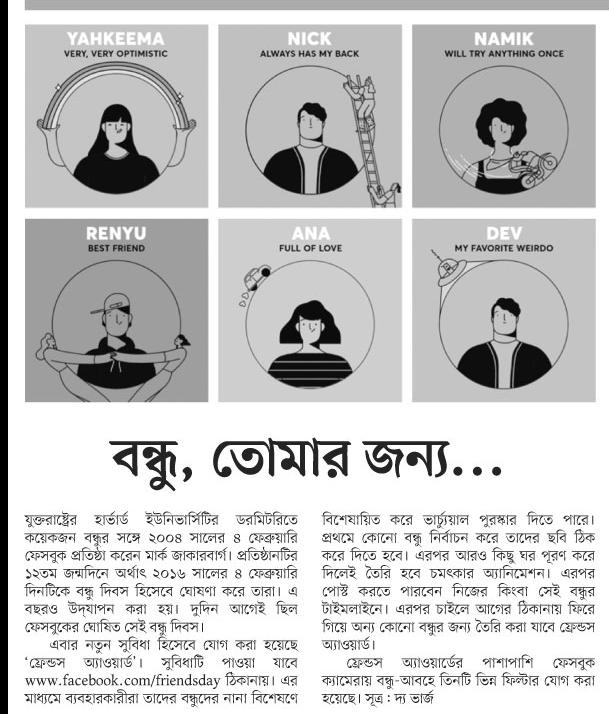 YAHKEEMA
VERY, VERY OPTIMISTIC
NICK
ALWAYS HAS MY BACK
NAMIK
WILL TRY ANYTHING ONCE
RENYU
BEST FRIEND
ANA
FULL OF LOVE
DEV
MY FAVORITE WEIRDO
বন্ধু, তোমার জন্য...
যুক্তরাষ্ট্রের হার্ভার্ড ইউনিভার্সিটির ডরমিটরিতে
কয়েকজন বন্ধুর সঙ্গে ২০০৪ সালের ৪ ফেব্রুয়ারি
ফেসবুক প্রতিষ্ঠা করেন মার্ক জাকারবার্গ। প্রতিষ্ঠানটির
১২তম জন্মদিনে অর্থাৎ ২০১৬ সালের ৪ ফেব্রুয়ারি
দিনটিকে বন্ধু দিবস হিসেবে ঘোষণা করে তারা। এ
বছরও উদ্‌যাপন করা হয়। দুদিন আগেই ছিল
ফেসবুকের ঘোষিত সেই বন্ধু দিবস।
এবার নতুন সুবিধা হিসেবে যোগ করা হয়েছে
‘ফ্রেন্ডস অ্যাওয়ার্ড’। সুবিধাটি পাওয়া যাবে
www.facebook.com/friendsday ঠিকানায়। এর
মাধ্যমে ব্যবহারকারীরা তাদের বন্ধুদের নানা বিশেষণে
বিশেষায়িত করে ভার্চ্যুয়াল পুরস্কার দিতে পারে।
প্রথমে কোনো বন্ধু নির্বাচন করে তাদের ছবি ঠিক
করে দিতে হবে। এরপর আরও কিছু ঘর পূরণ করে
দিলেই তৈরি হবে চমৎকার অ্যানিমেশন। এরপর
পোস্ট করতে পারবেন নিজের কিংবা সেই বন্ধুর
টাইমলাইনে। এরপর চাইলে আগের ঠিকানায় ফিরে
গিয়ে অন্য কোনো বন্ধুর জন্য তৈরি করা যাবে ফ্রেন্ডস
অ্যাওয়ার্ড।
ফ্রেন্ডস অ্যাওয়ার্ডের পাশাপাশি ফেসবুক
ক্যামেরায় বন্ধু-আবহে তিনটি ভিন্ন ফিল্টার যোগ করা
হয়েছে। সূত্র : দ্য ভার্জ